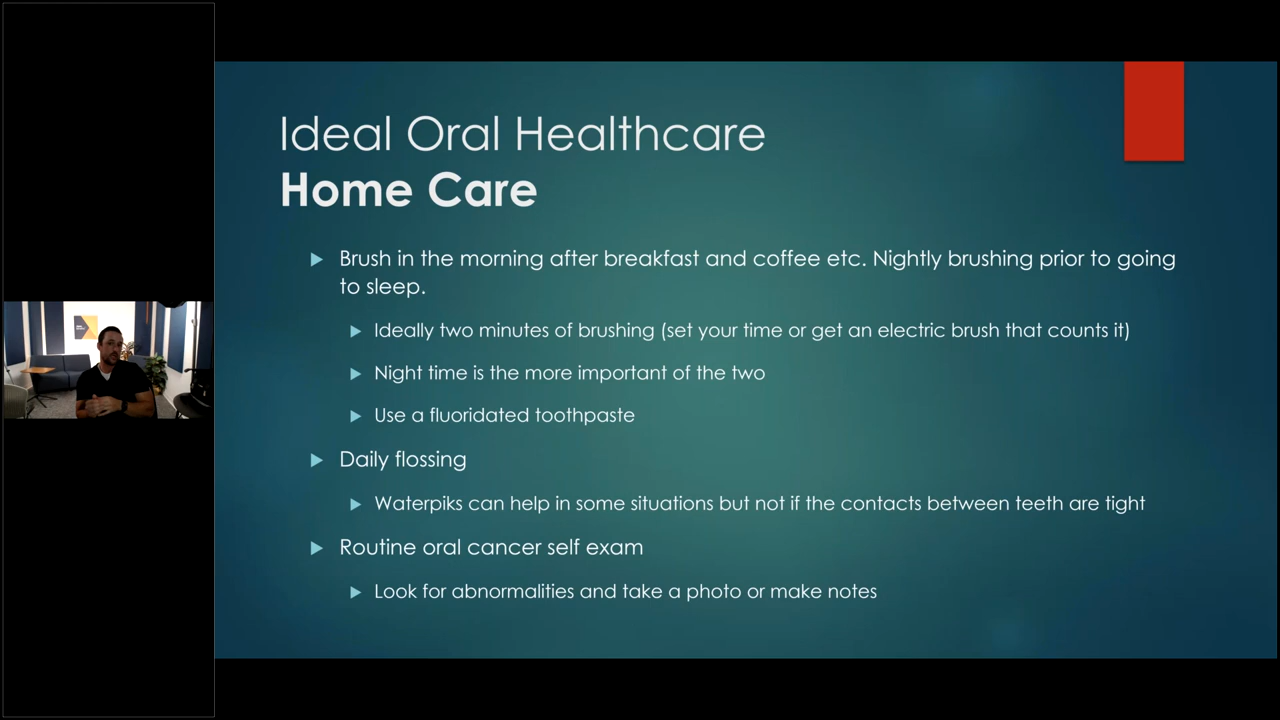 Ideal Oral Healthcare
Home Care
Brush in the morning after breakfast and coffee etc. Nightly brushing prior to going
to sleep.
Ideally two minutes of brushing (set your time or get an electric brush that counts it)
Night time is the more important of the two
Use a fluoridated toothpaste
Daily flossing
Waterpiks can help in some situations but not if the contacts between teeth are tight
Routine oral cancer self exam
Look for abnormalities and take a photo or make notes